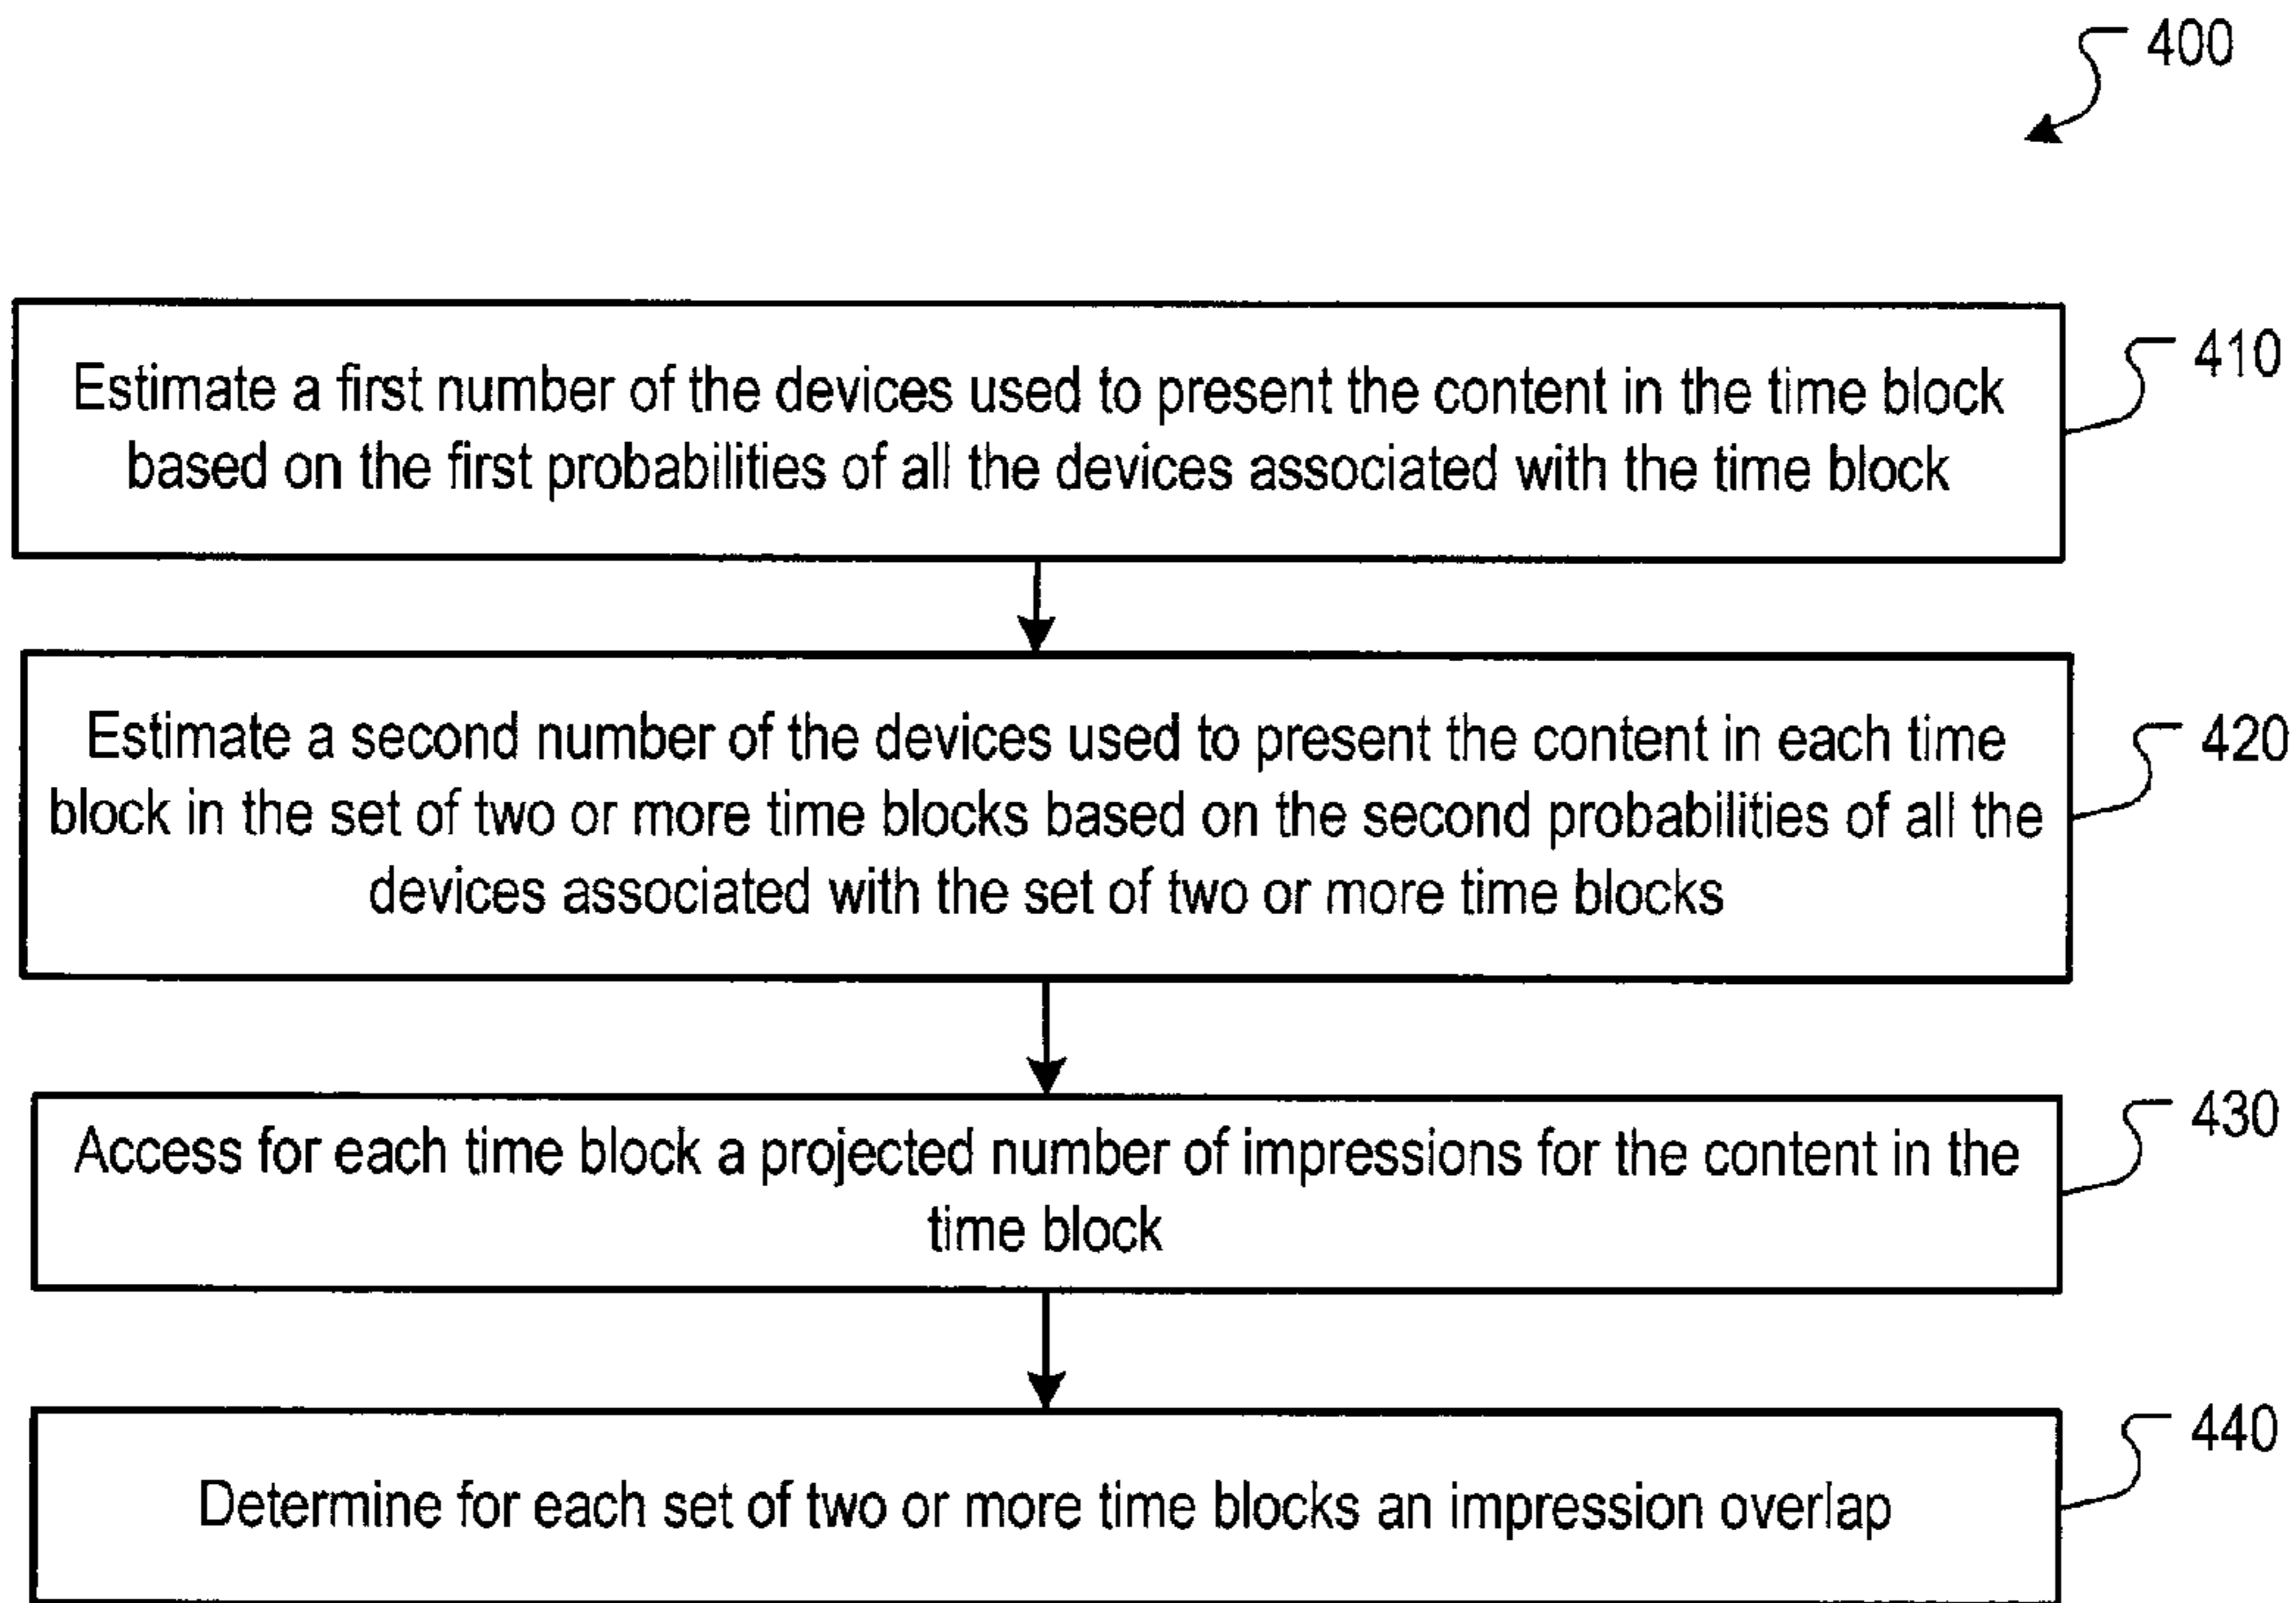 400
Estimate a first number of the devices used to present the content in the time block
based on the first probabilities of all the devices associated with the time block
410
Estimate a second number of the devices used to present the content in each time
block in the set of two or more time blocks based on the second probabilities of all the
devices associated with the set of two or more time blocks
420
Access for each time block a projected number of impressions for the content in the
time block
430
Determine for each set of two or more time blocks an impression overlap
440